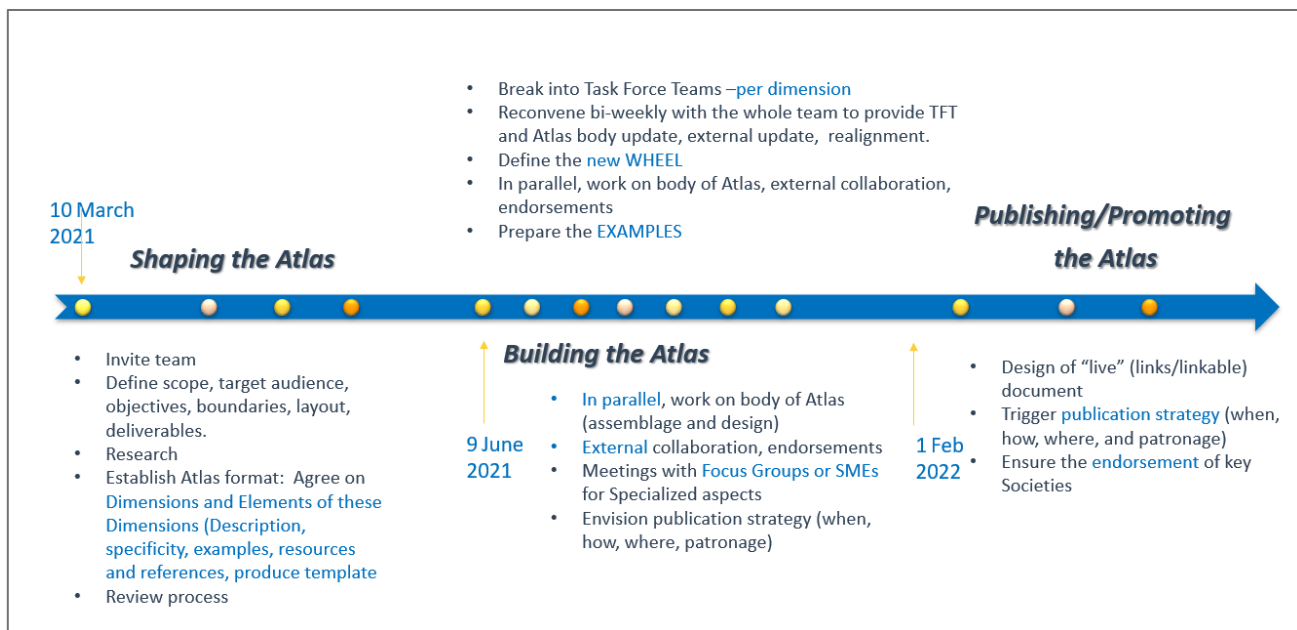 • Break into Task Force Teams –per dimension
• Reconvene bi-weekly with the whole team to provide TFT
and Atlas body update, external update, realignment.
• Define the new WHEEL
• In parallel, work on body of Atlas, external collaboration,
endorsements
• Prepare the EXAMPLES
10 March
2021
Shaping the Atlas
Publishing/Promoting
the Atlas
• Invite team
• Define scope, target audience,
objectives, boundaries, layout,
deliverables.
• Research
• Establish Atlas format: Agree on
Dimensions and Elements of these
Dimensions (Description,
specificity, examples, resources
and references, produce template
• Review process
9 June
2021
Building the Atlas
• In parallel, work on body of Atlas
(assemblage and design)
• External collaboration, endorsements
• Meetings with Focus Groups or SMEs
for Specialized aspects
• Envision publication strategy (when,
how, where, patronage)
1 Feb
2022
• Design of “live” (links/linkable)
document
• Trigger publication strategy (when,
how, where, and patronage)
• Ensure the endorsement of key
Societies